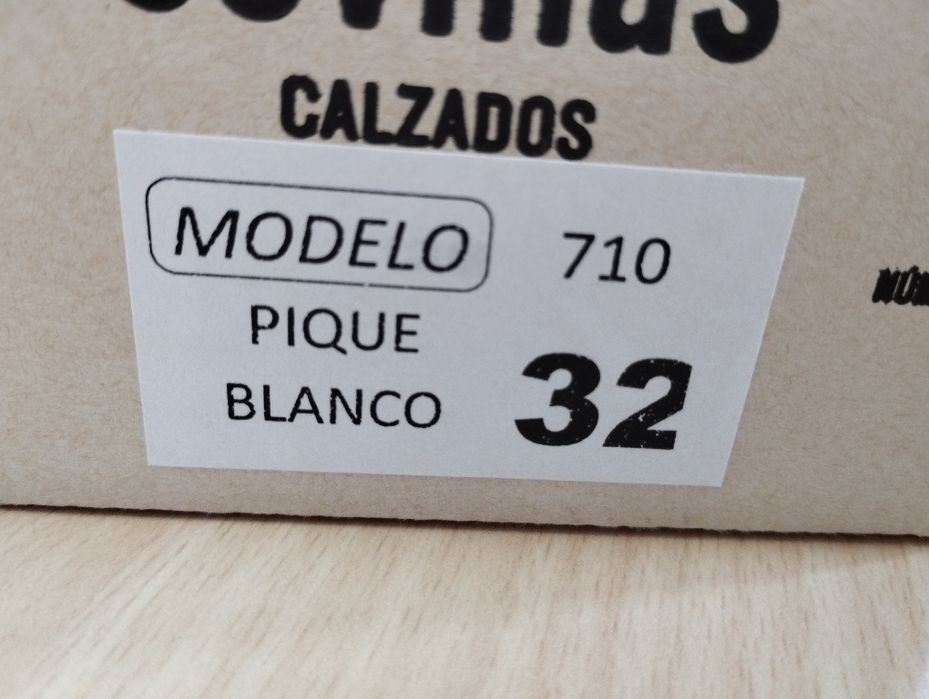 CALZADOS
MODELO 710
PIQUE
BLANCO 32